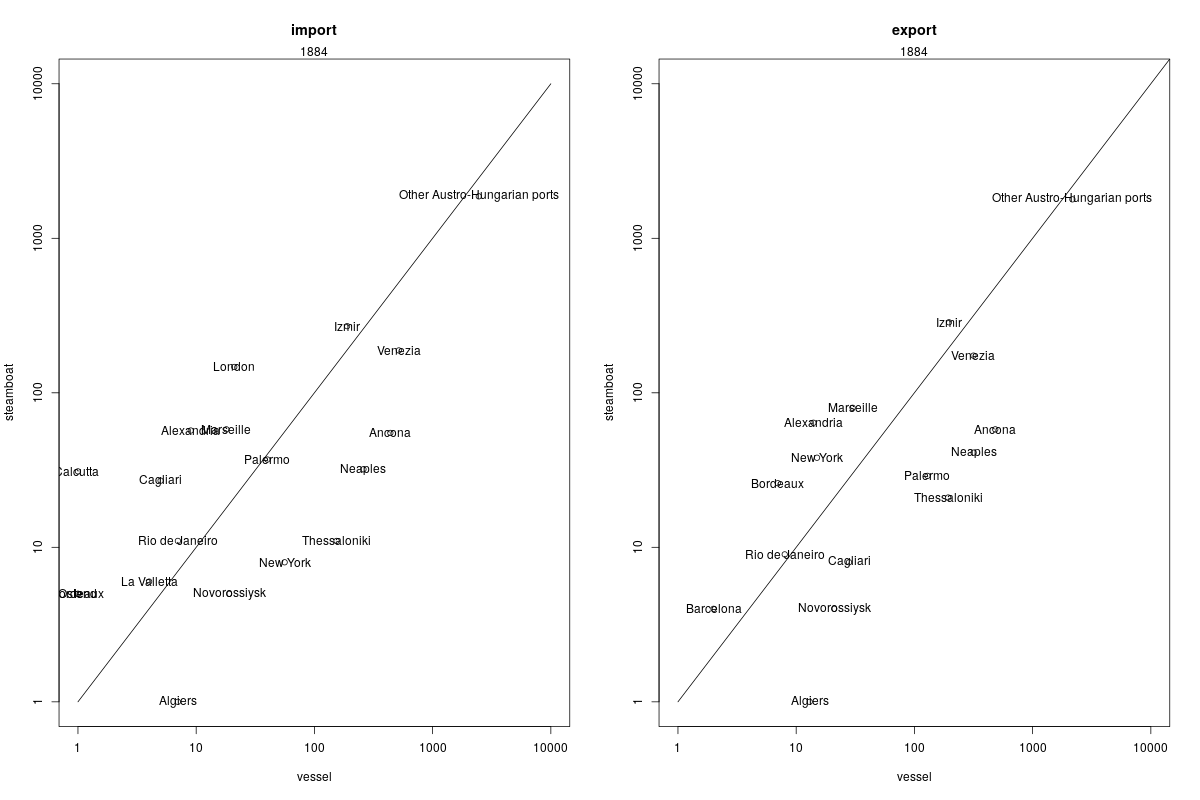 import
1884
10000
1000
100
10
1
steamboat
Other Austro-Hungarian ports
Izmir
Venezia
London
Alexandria
Marseille
Ancona
Palermo
Neaples
Calcutta
Cagliari
Rio de Janeiro
Thessaloniki
New York
La Valletta
Novorossiysk
Algiers
1
10
100
1000
10000
vessel
export
1884
10000
1000
100
10
1
steamboat
Other Austro-Hungarian ports
Izmir
Venezia
Marseille
Alexandria
Ancona
Neaples
New York
Palermo
Bordeaux
Thessaloniki
Rio de Janeiro
Cagliari
Barcelona
Novorossiysk
Algiers
1
10
100
1000
10000
vessel